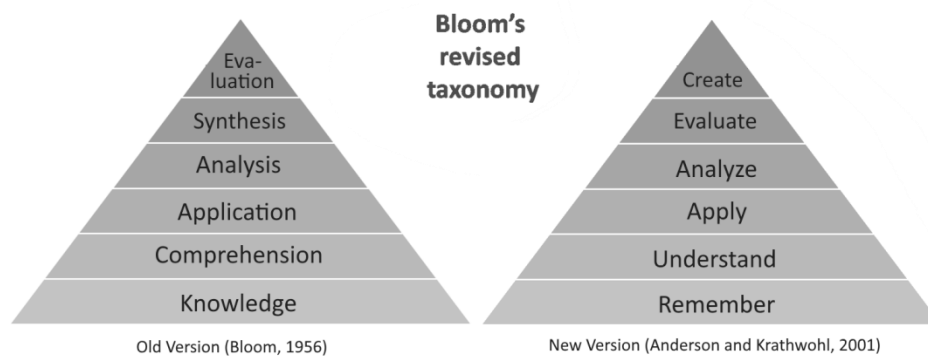 Bloom's
revised
taxonomy
Eva-
luation
Synthesis
Analysis
Application
Comprehension
Knowledge
Old Version (Bloom, 1956)
Create
Evaluate
Analyze
Apply
Understand
Remember
New Version (Anderson and Krathwohl, 2001)